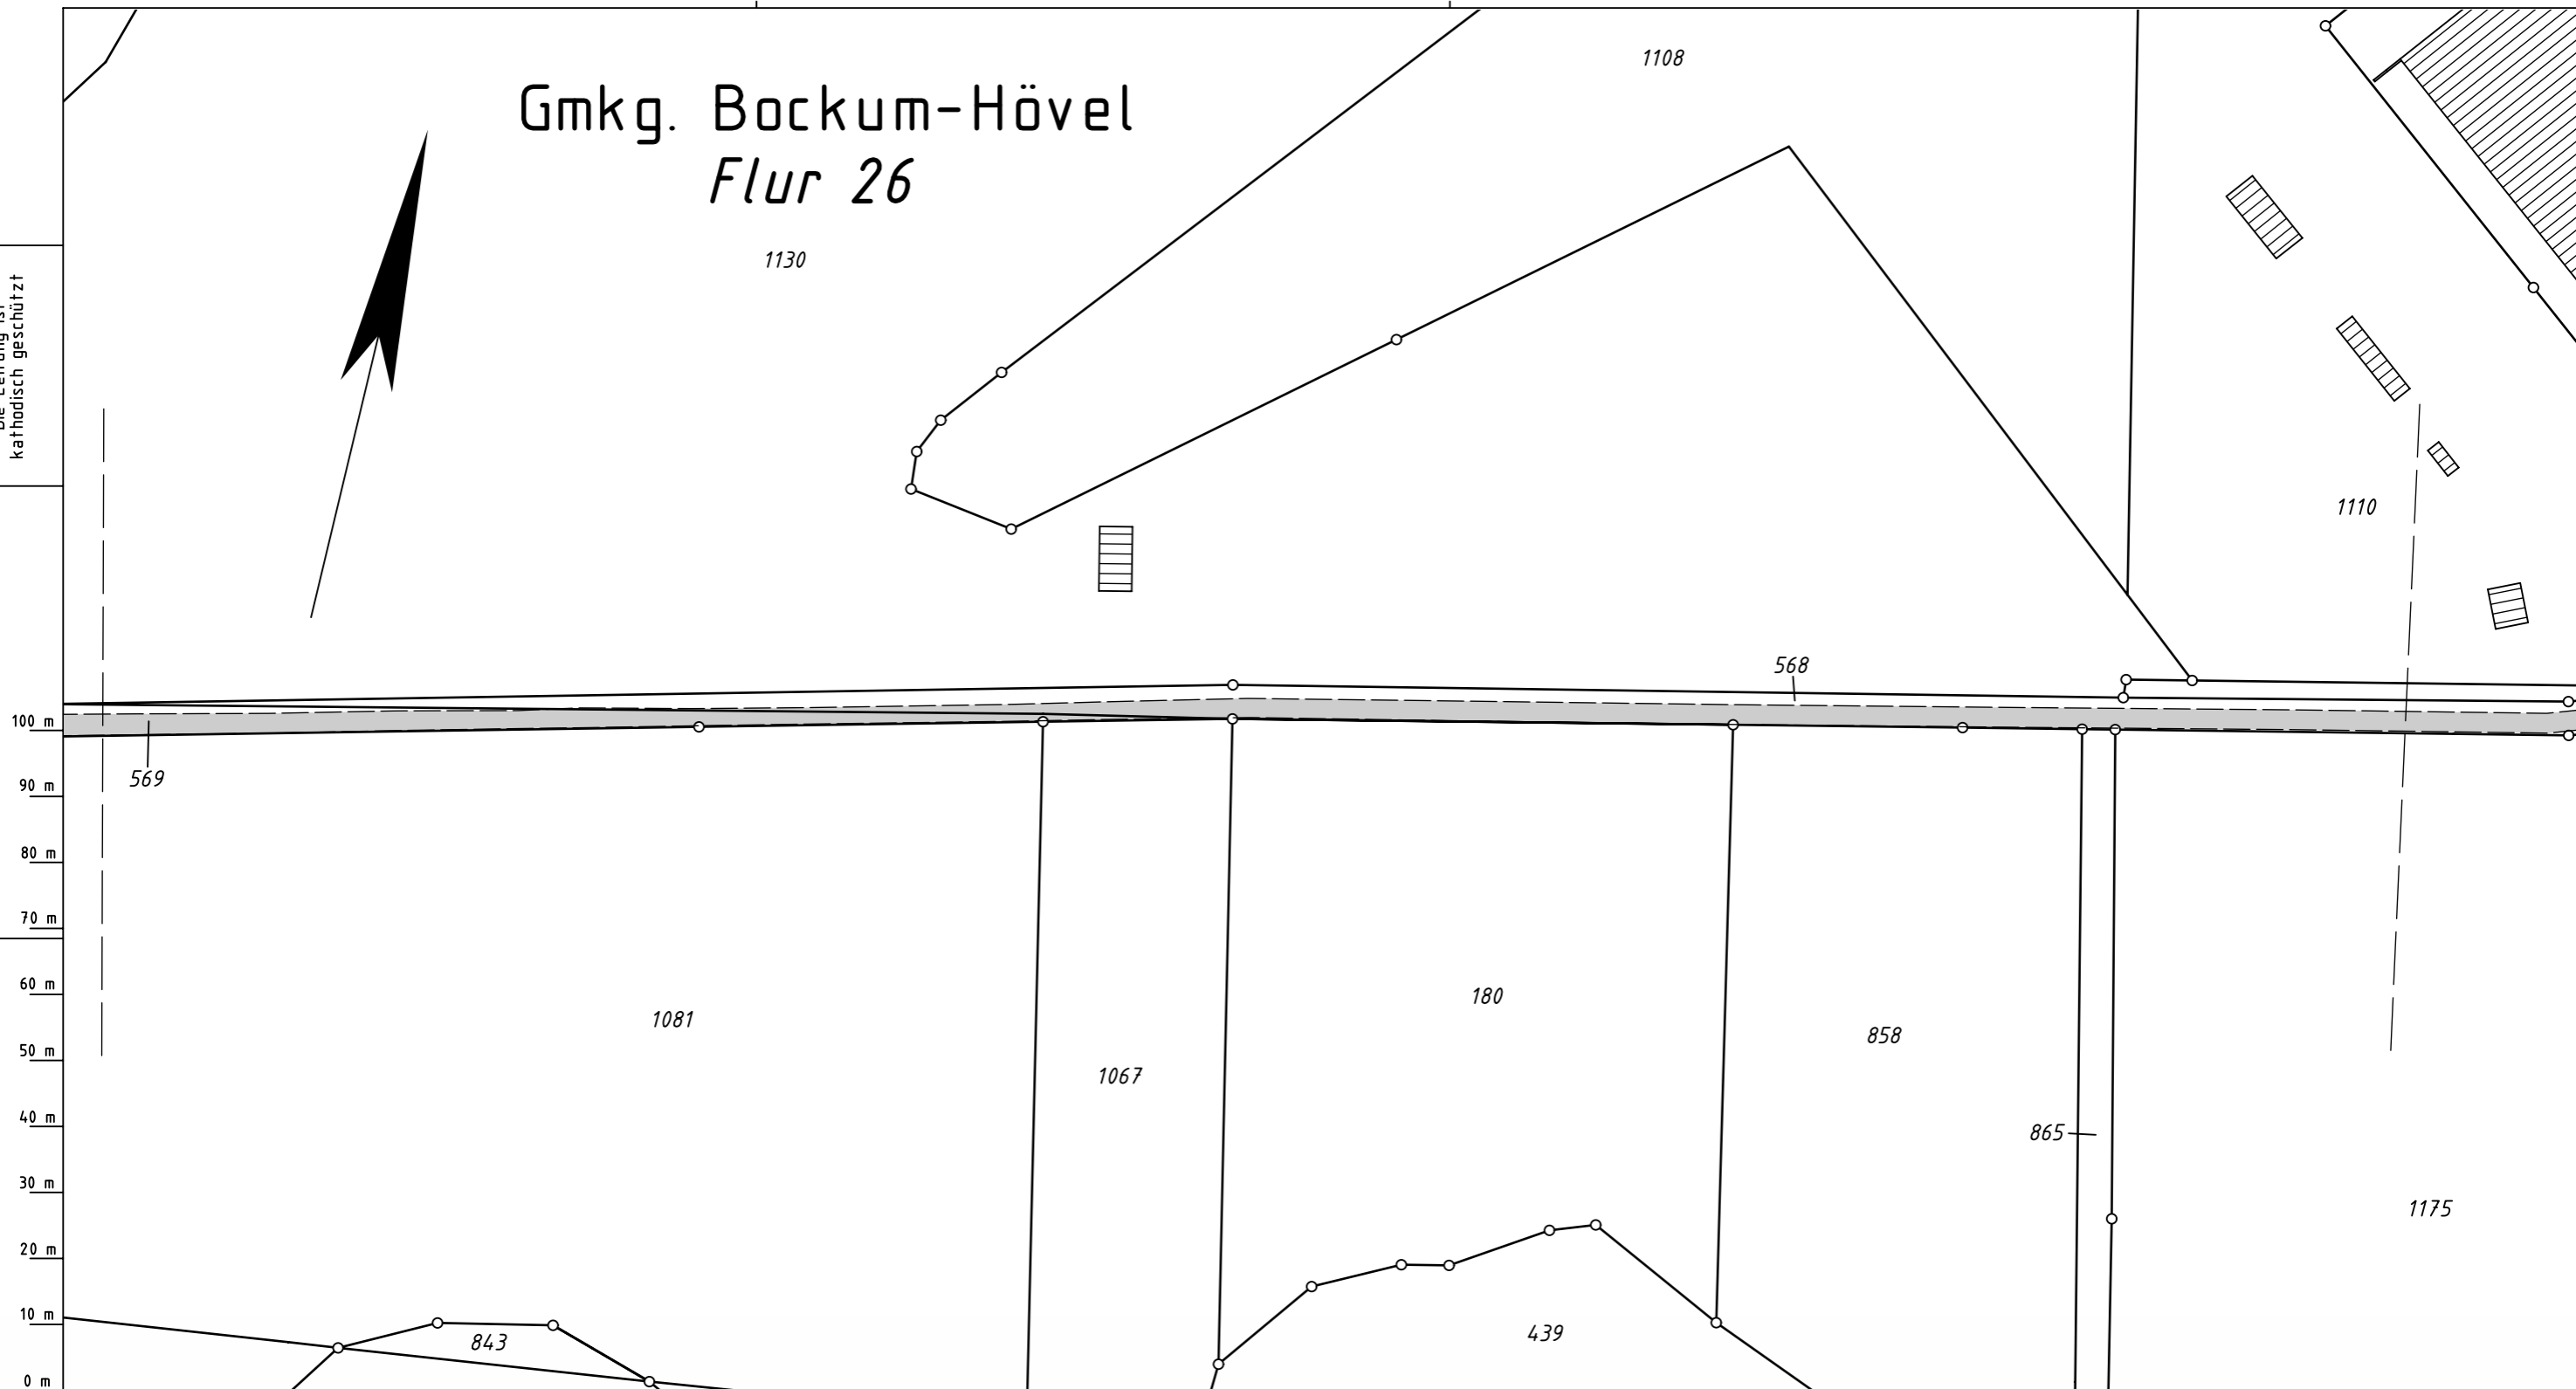 1108
Gmkg. Bockum-Hövel
Flur 26
1130
kathodisch geschützt
1110
568
100 m
569
90 m
80 m
70 m
60 m
180
1081
858
50 m
1067
40 m
865
30 m
1175
20 m
10 m
439
843
0 m